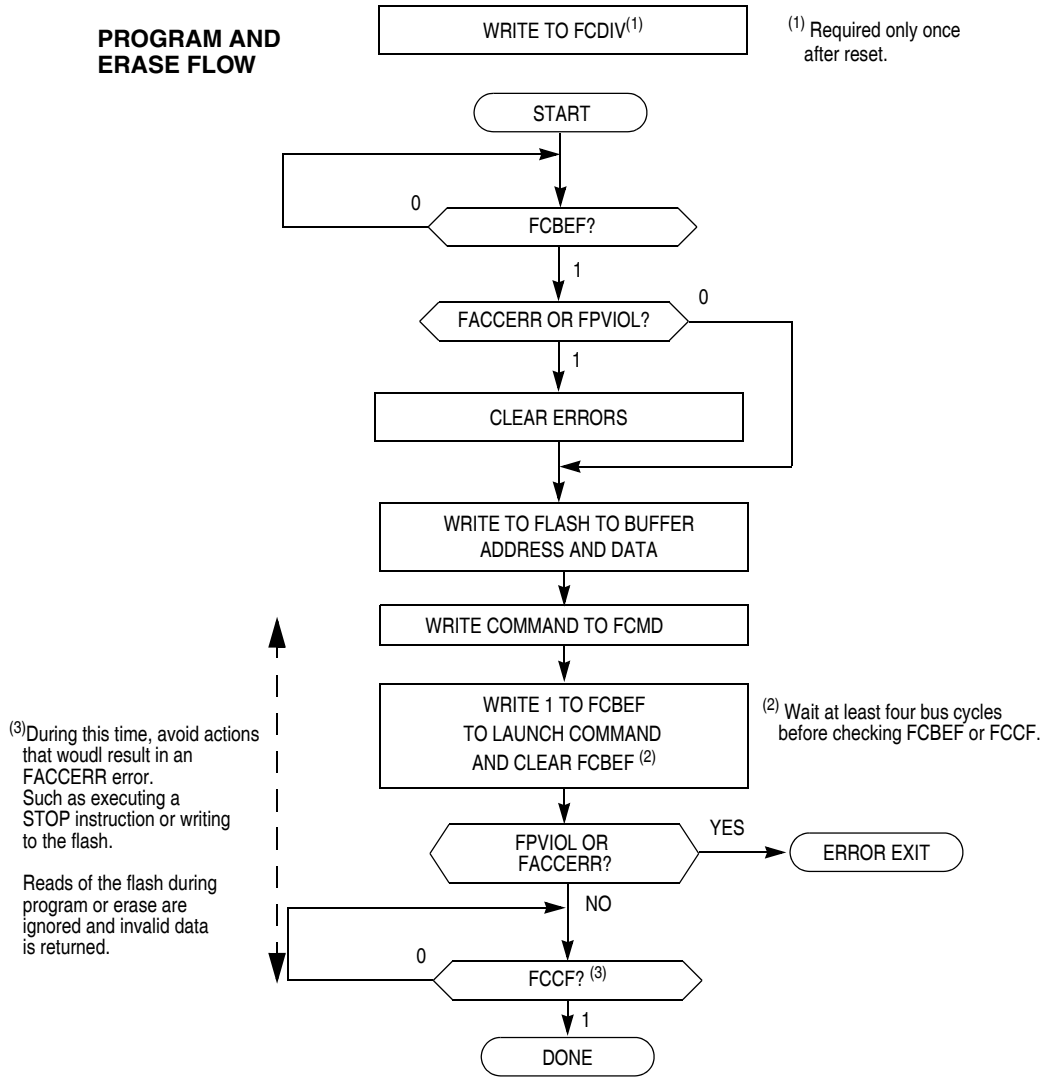 PROGRAM AND
ERASE FLOW
WRITE TO FCDIV(1)
(1) Required only once
after reset.
START
0
FCBEF?
1
0
FACCERR OR FPVIOL?
1
CLEAR ERRORS
WRITE TO FLASH TO BUFFER
ADDRESS AND DATA
WRITE COMMAND TO FCMD
WRITE 1 TO FCBEF
TO LAUNCH COMMAND
AND CLEAR FCBEF (2)
(2) Wait at least four bus cycles
before checking FCBEF or FCCF.
(3)During this time, avoid actions
that woudl result in an
FACCERR error.
Such as executing a
STOP instruction or writing
to the flash.
Reads of the flash during
program or erase are
ignored and invalid data
is returned.
FPVIOL OR
FACCERR?
YES
ERROR EXIT
NO
0
FCCF? (3)
1
DONE